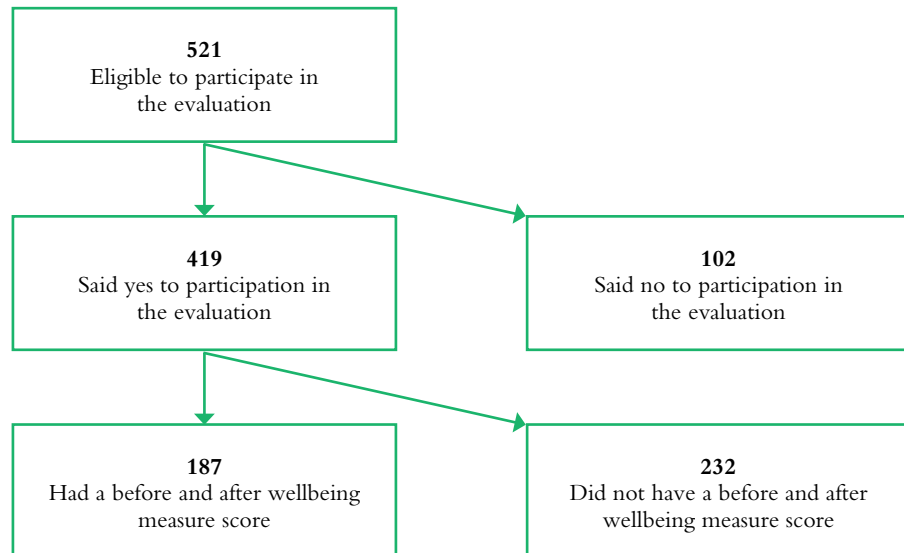 521
Eligible to participate in
the evaluation
419
Said yes to participation in
the evaluation
102
Said no to participation in
the evaluation
187
Had a before and after wellbeing
measure score
232
Did not have a before and after
wellbeing measure score